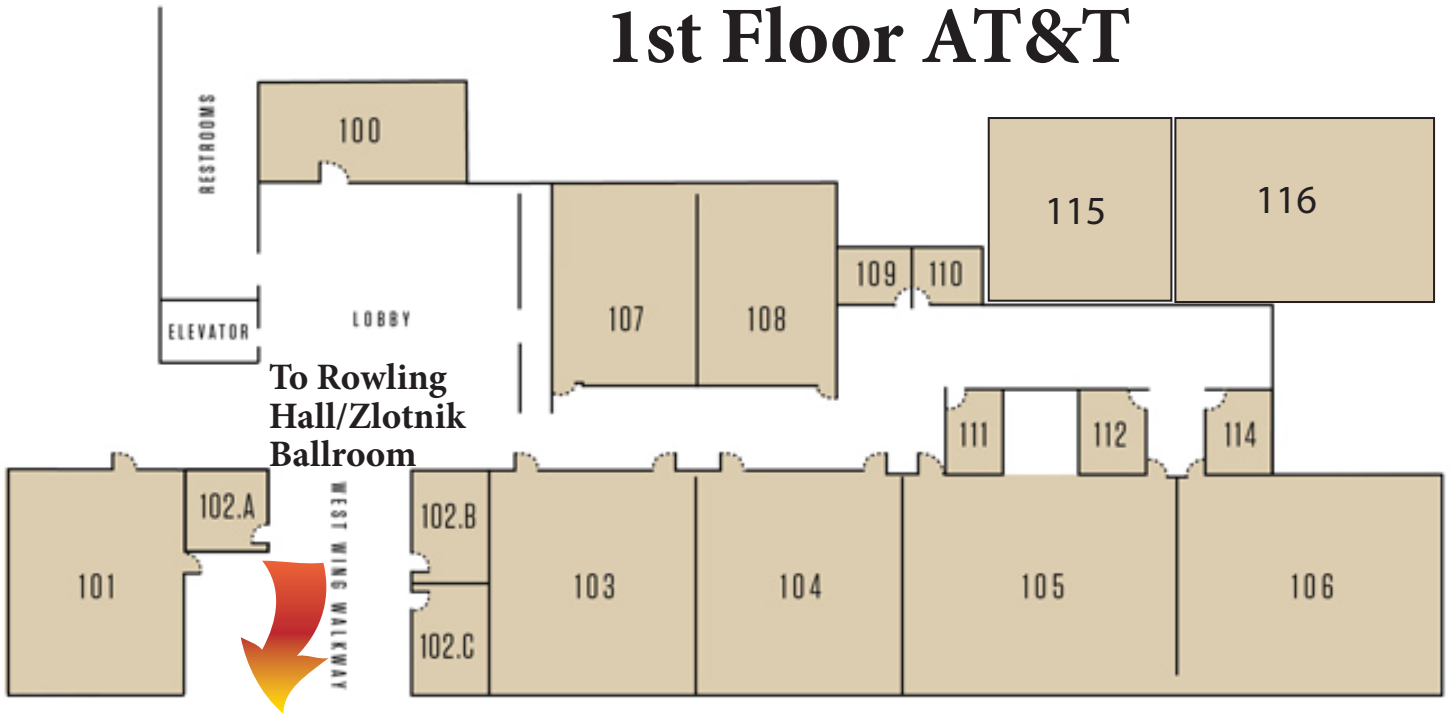 1st Floor AT&T
RESTROOMS
100
115
116
109
110
ELEVATOR
LOBBY
107
108
To Rowling
Hall/Zlotnik
Ballroom
111
112
114
101
102.A
WEST WING WALKWAY
102.B
102.C
103
104
105
106